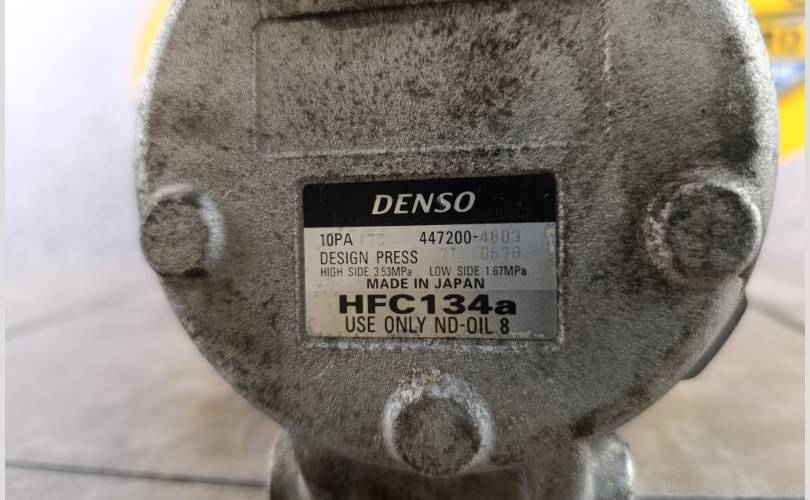 DENSO
10PA17C 447200-4803
DESIGN PRESS
HIGH SIDE 3.53MPa LOW SIDE 1.67MPa
MADE IN JAPAN
HFC134a
USE ONLY ND-OIL 8